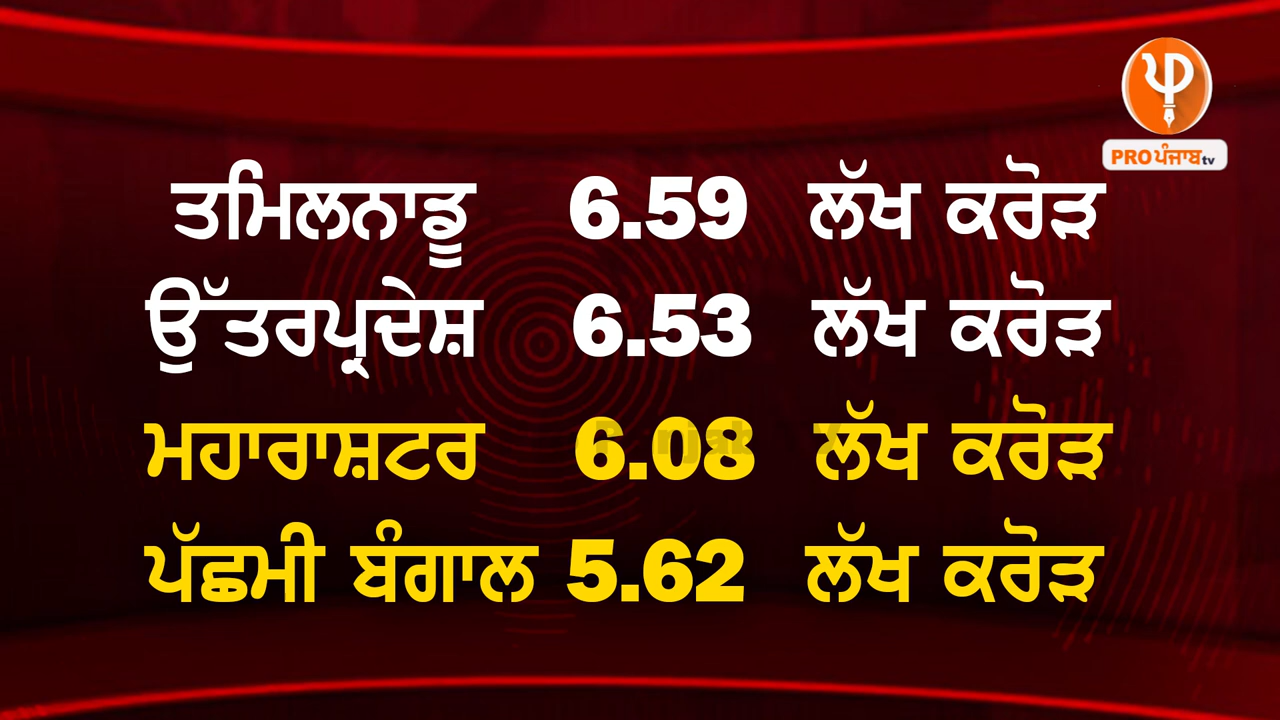 PRO ਪੰਜਾਬ tv
ਤਮਿਲਨਾਡੂ 6.59 ਲੱਖ ਕਰੋੜ
ਉੱਤਰਪ੍ਰਦੇਸ਼ 6.53 ਲੱਖ ਕਰੋੜ
ਮਹਾਰਾਸ਼ਟਰ 6.08 ਲੱਖ ਕਰੋੜ
ਪੱਛਮੀ ਬੰਗਾਲ 5.62 ਲੱਖ ਕਰੋੜ